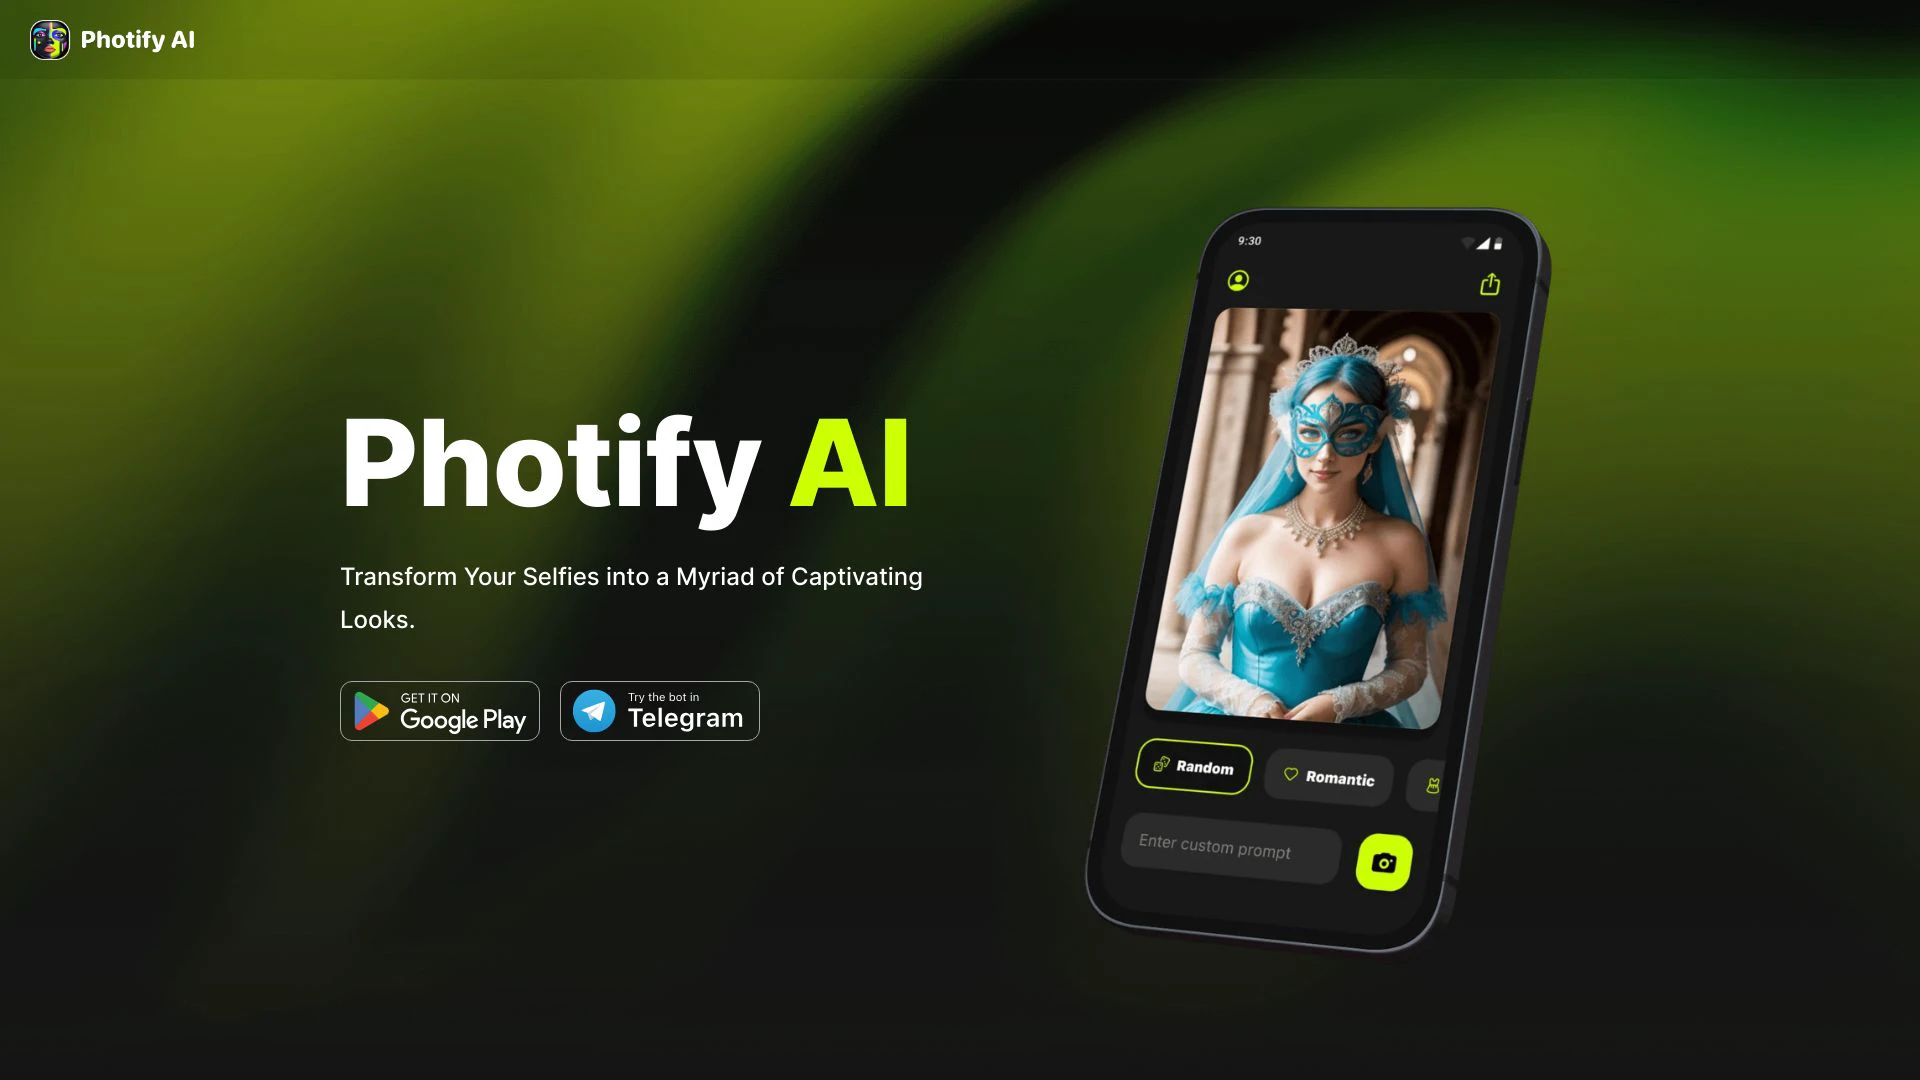 Photify AI
Photify AI
Transform Your Selfies into a Myriad of Captivating
Looks.
GET IT ON
Google Play
Try the bot in
Telegram
9:30
Random
Romantic
Enter custom prompt